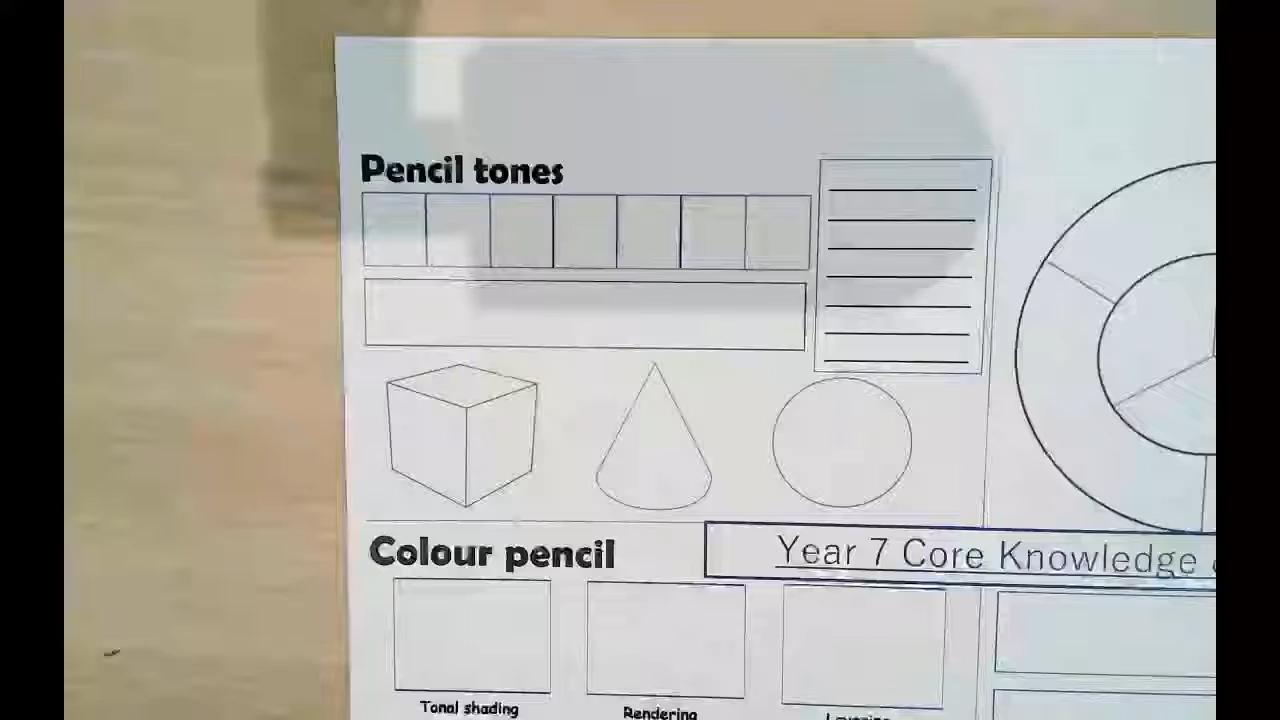 Pencil tones
Colour pencil
Year 7 Core Knowledge
Tonal shading
Rendering